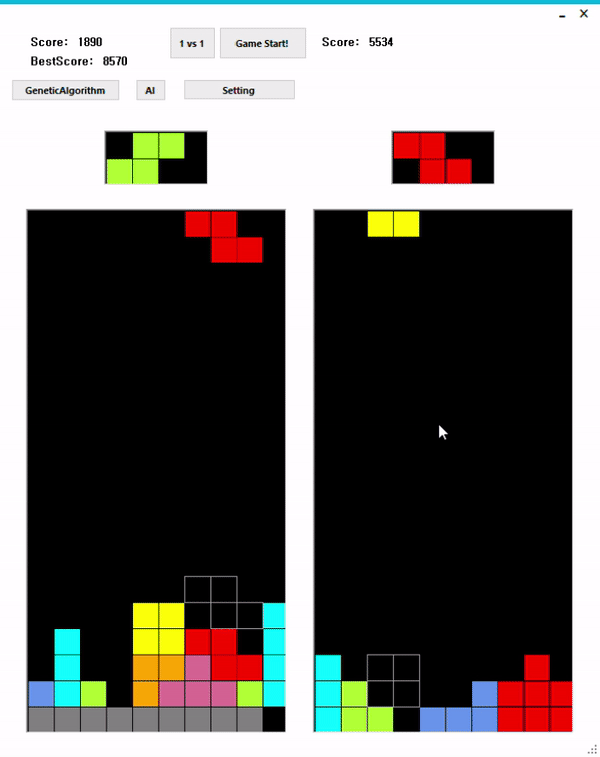 Score: 1890
1 vs 1
Game Start!
Score: 5534
BestScore: 8570
GeneticAlgorithm
AI
Setting